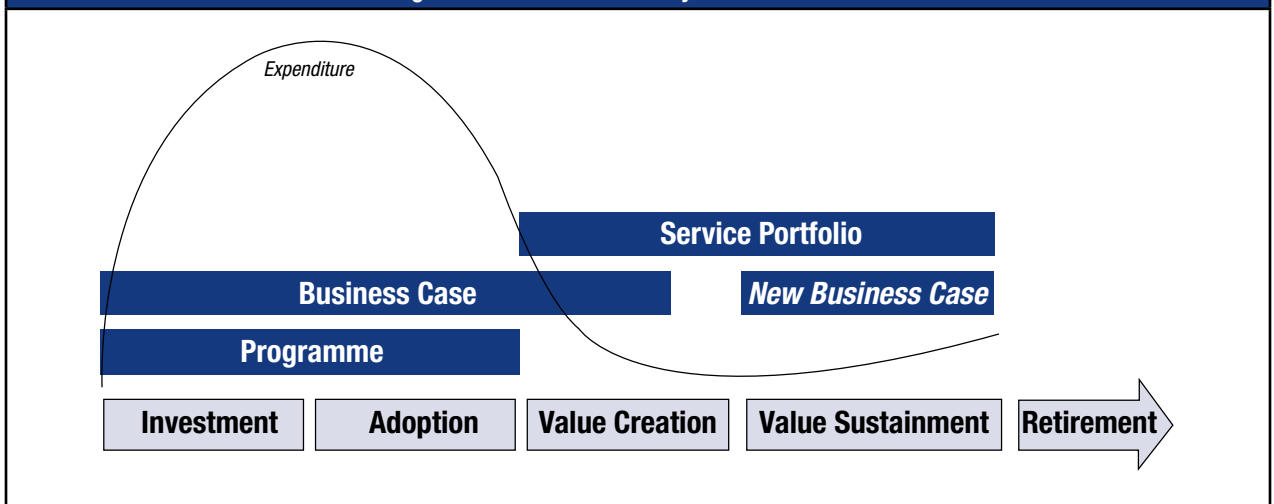 Expenditure
Service Portfolio
Business Case
New Business Case
Programme
Investment
Adoption
Value Creation
Value Sustainment
Retirement